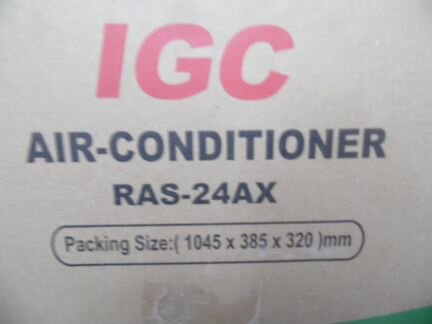 IGC
AIR-CONDITIONER
RAS-24AX
Packing Size:( 1045 x 385 x 320 )mm